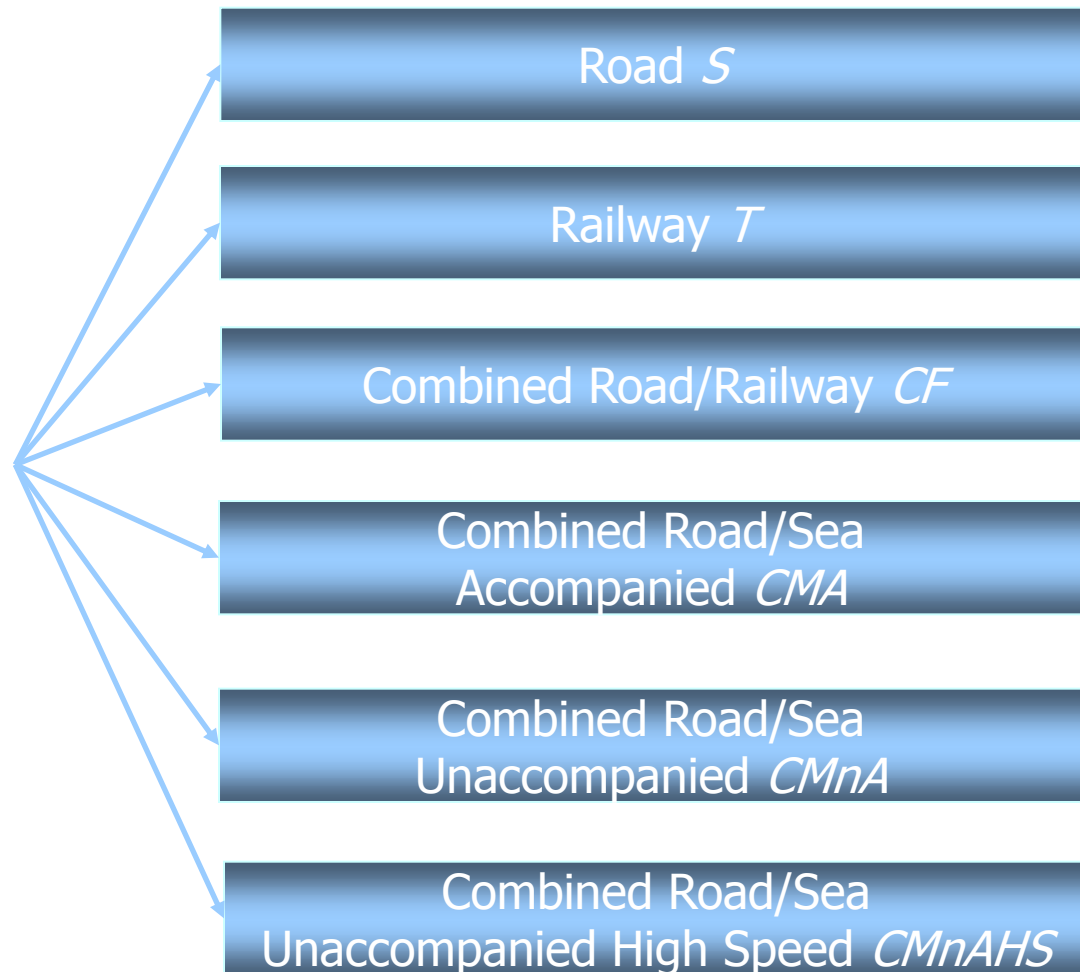 Road S
Railway T
Combined Road/Railway CF
Combined Road/Sea
Accompanied CMA
Combined Road/Sea
Unaccompanied CMnA
Combined Road/Sea
Unaccompanied High Speed CMnAHS